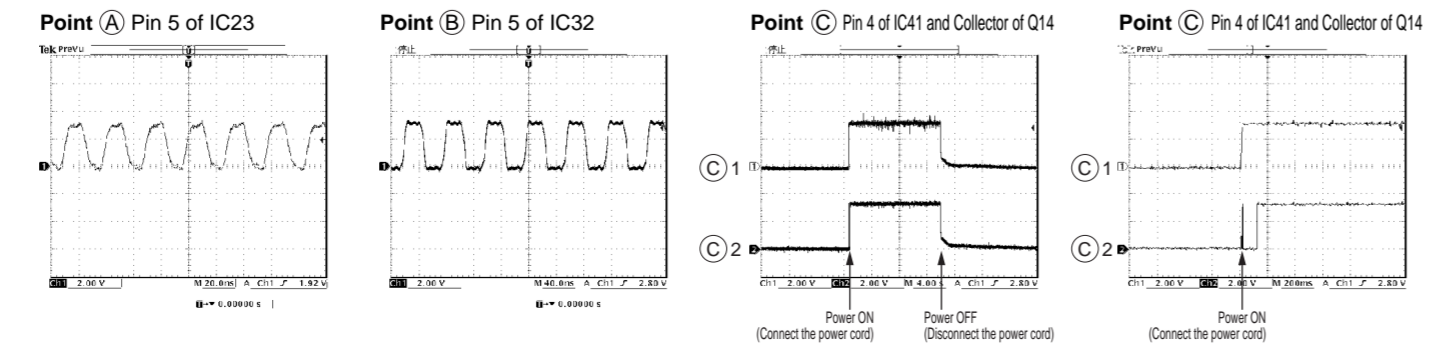 Point Ⓐ Pin 5 of IC23
Tek PreVu
1
Ch1 2.00 V M 20.0ns A Ch1 1.92 V
0.00000 s
Point Ⓑ Pin 5 of IC32
停止
1
Ch1 2.00 V M 40.0ns A Ch1 2.80 V
0.00000 s
Point Ⓒ Pin 4 of IC41 and Collector of Q14
停止
Ⓒ1
Ⓒ2
Ch1 2.00 V Ch2 2.00 V M 4.00 s A Ch1 2.80 V
Power ON
(Connect the power cord)
Power OFF
(Disconnect the power cord)
Point Ⓒ Pin 4 of IC41 and Collector of Q14
PreVu
Ⓒ1
Ⓒ2
Ch1 2.00 V Ch2 2.00 V M 200ms A Ch1 2.80 V
Power ON
(Connect the power cord)